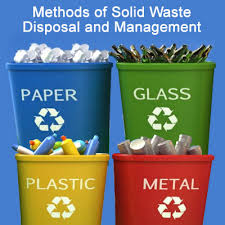 Methods of Solid Waste
Disposal and Management
PAPER
GLASS
PLASTIC
METAL